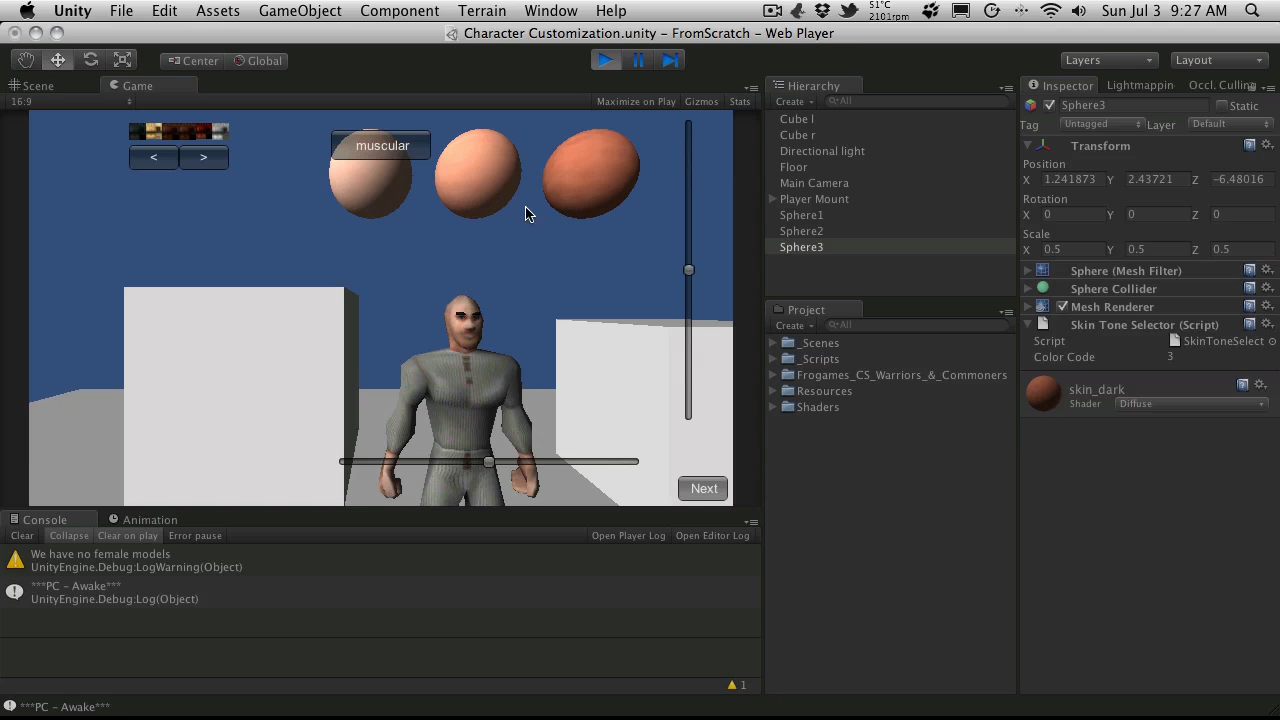 Unity File Edit Assets GameObject Component Terrain Window Help 51°C 2101rpm Sun Jul 3 9:27 AM
Character Customization.unity – FromScratch – Web Player
Center Global Layers Layout
Scene Game
16:9 Maximize on Play Gizmos Stats
muscular
< >
Next
Console Animation
Clear Collapse Clear on play Error pause Open Player Log Open Editor Log
We have no female models
UnityEngine.Debug:LogWarning(Object)
***PC – Awake***
UnityEngine.Debug:Log(Object)
1
***PC – Awake***
Hierarchy
Create All
Cube l
Cube r
Directional light
Floor
Main Camera
Player Mount
Sphere1
Sphere2
Sphere3
Project
Create All
_Scenes
_Scripts
Frogames_CS_Warriors_&_Commoners
Resources
Shaders
Inspector Lightmappin Occl. Cullin
Sphere3 Static
Tag Untagged Layer Default
Transform
Position
X 1.241873 Y 2.43721 Z -6.48016
Rotation
X 0 Y 0 Z 0
Scale
X 0.5 Y 0.5 Z 0.5
Sphere (Mesh Filter)
Sphere Collider
Mesh Renderer
Skin Tone Selector (Script)
Script SkinToneSelect
Color Code 3
skin_dark
Shader Diffuse